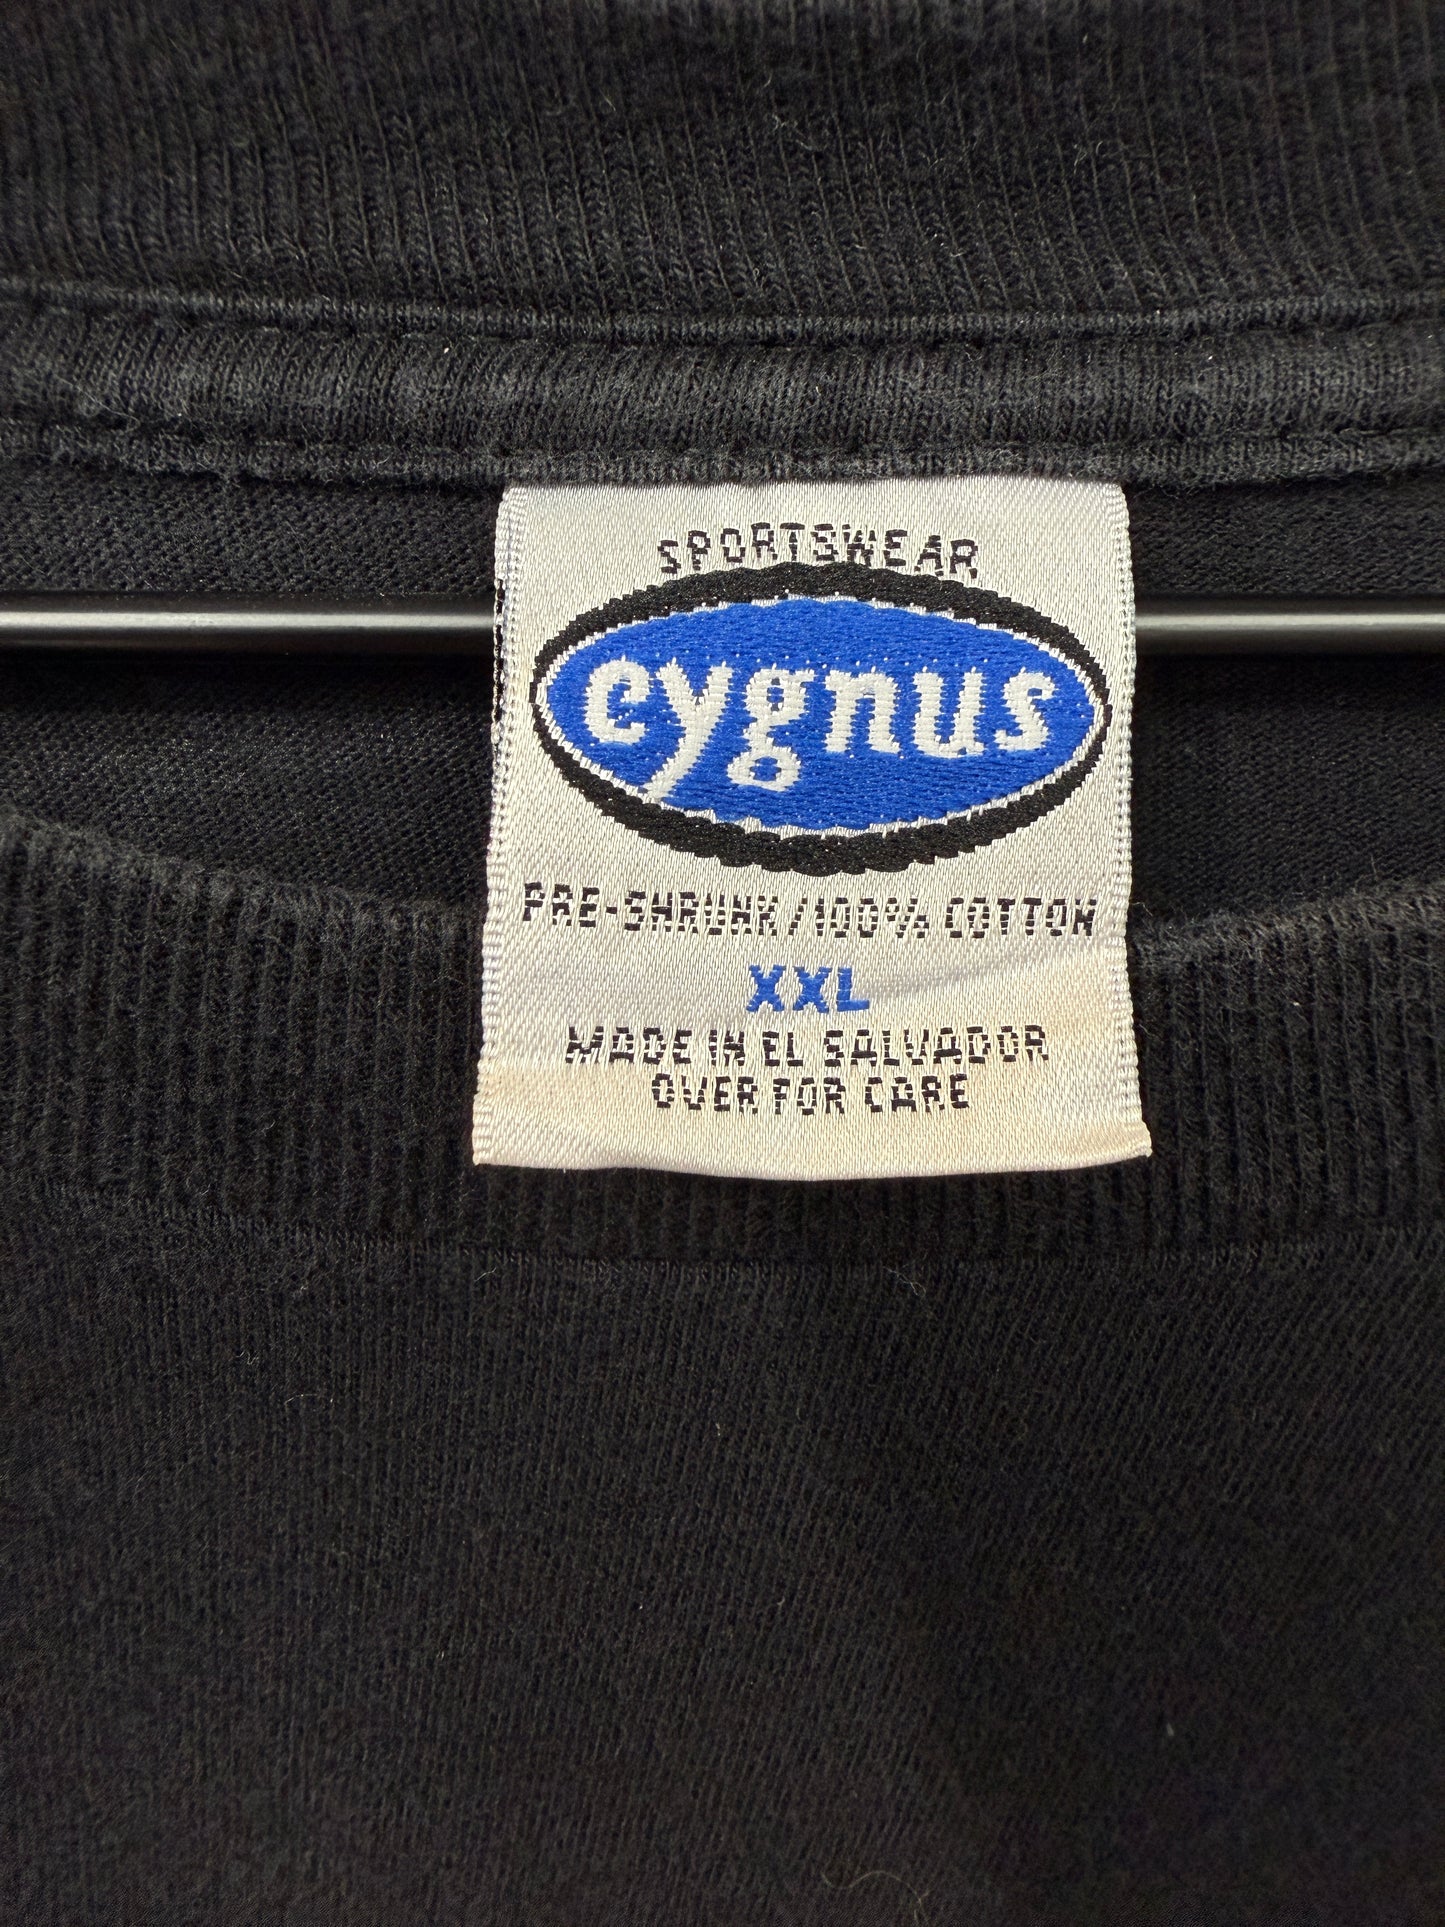 SPORTSWEAR
cygnus
PRE-SHRUNK/100% COTTON
XXL
MADE IN EL SALVADOR
OVER FOR CARE